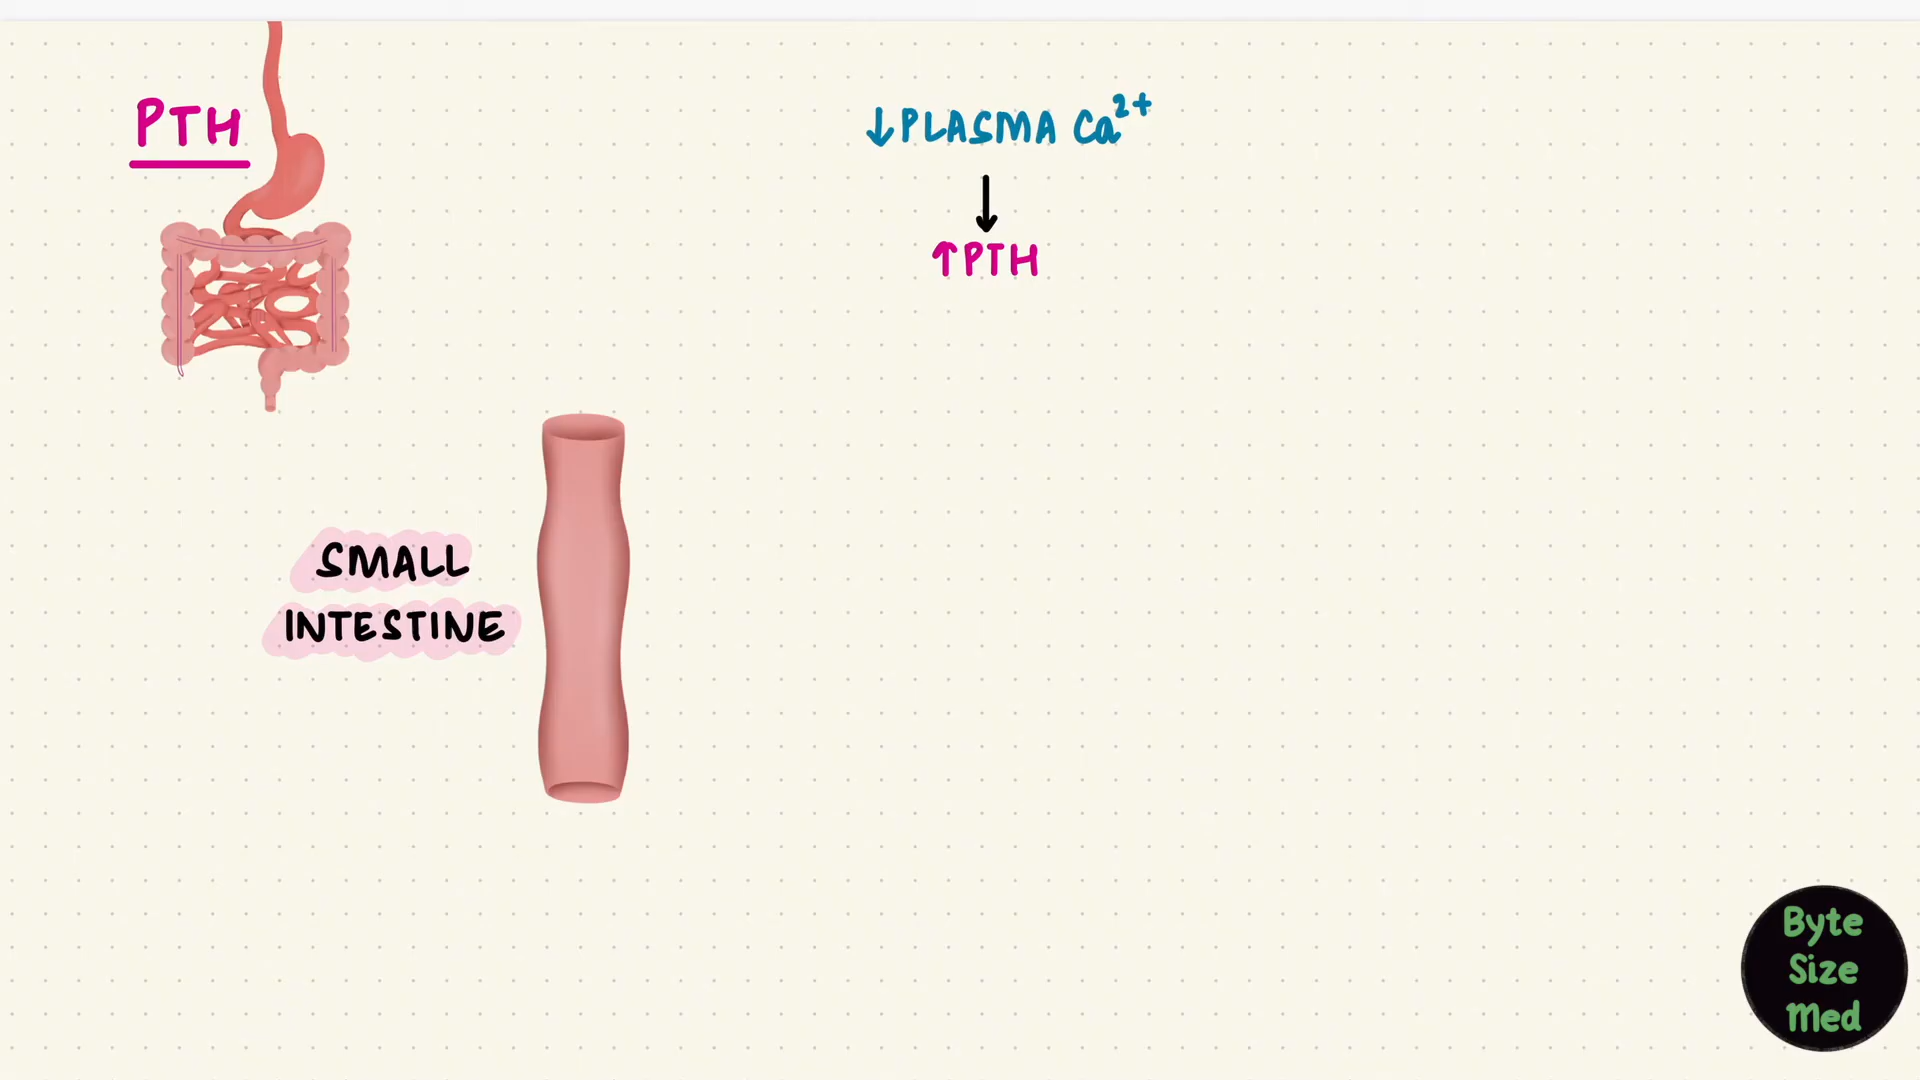 PTH
↓PLASMA Ca²⁺
↓
↑PTH
SMALL
INTESTINE
Byte
Size
Med